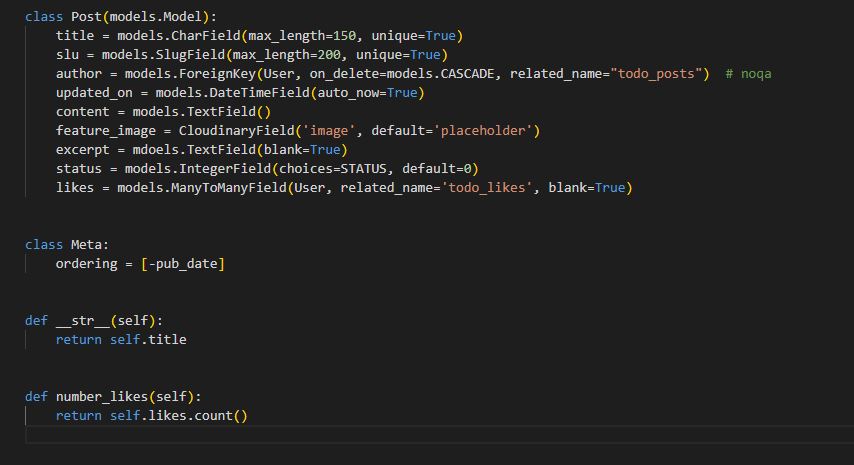 class Post(models.Model):
    title = models.CharField(max_length=150, unique=True)
    slu = models.SlugField(max_length=200, unique=True)
    author = models.ForeignKey(User, on_delete=models.CASCADE, related_name="todo_posts")  # noqa
    updated_on = models.DateTimeField(auto_now=True)
    content = models.TextField()
    feature_image = CloudinaryField('image', default='placeholder')
    excerpt = mdoels.TextField(blank=True)
    status = models.IntegerField(choices=STATUS, default=0)
    likes = models.ManyToManyField(User, related_name='todo_likes', blank=True)
class Meta:
    ordering = [-pub_date]
def __str__(self):
    return self.title
def number_likes(self):
    return self.likes.count()